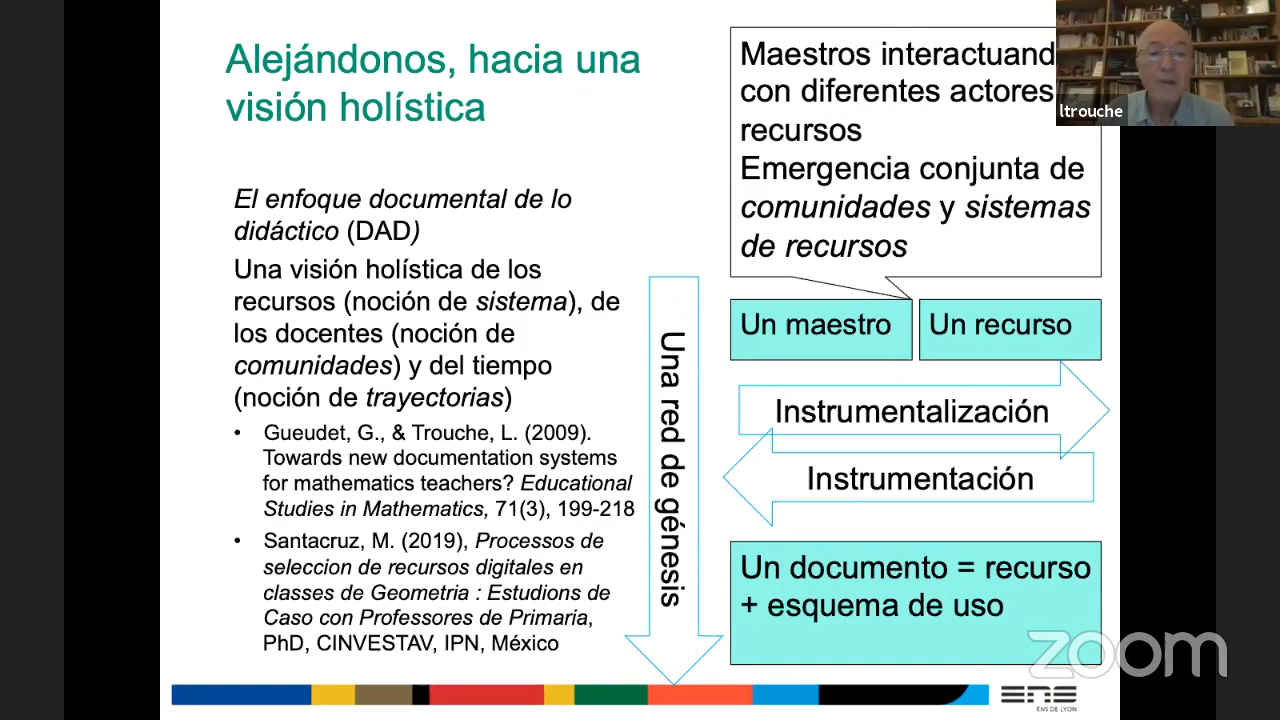 Alejándonos, hacia una
visión holística
El enfoque documental de lo
didáctico (DAD)
Una visión holística de los
recursos (noción de sistema), de
los docentes (noción de
comunidades) y del tiempo
(noción de trayectorias)
• Gueudet, G., & Trouche, L. (2009).
Towards new documentation systems
for mathematics teachers? Educational
Studies in Mathematics, 71(3), 199-218
• Santacruz, M. (2019), Processos de
seleccion de recursos digitales en
classes de Geometria : Estudions de
Caso con Professores de Primaria,
PhD, CINVESTAV, IPN, México
Una red de génesis
Maestros interactuand
con diferentes actores
recursos
Emergencia conjunta de
comunidades y sistemas
de recursos
Un maestro
Un recurso
Instrumentalización
Instrumentación
Un documento = recurso
+ esquema de uso
ltrouche
zoom
ENS
ENS DE LYON